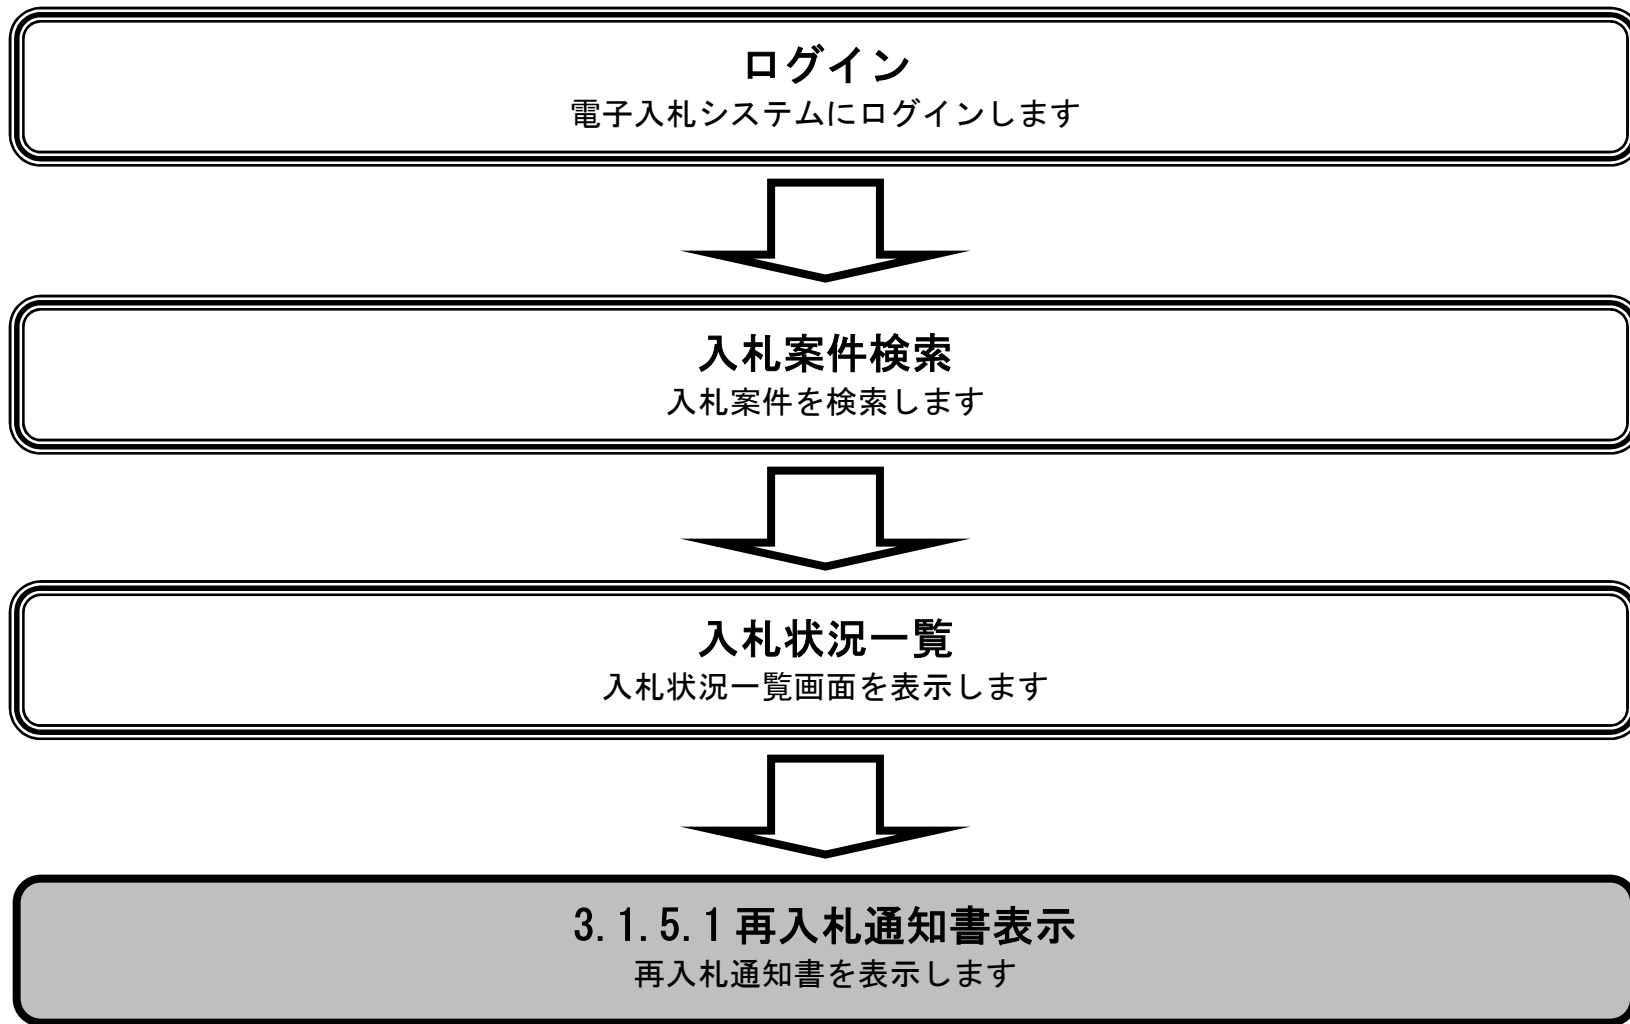 ログイン
電子入札システムにログインします
入札案件検索
入札案件を検索します
入札状況一覧
入札状況一覧画面を表示します
3.1.5.1再入札通知書表示
再入札通知書を表示します